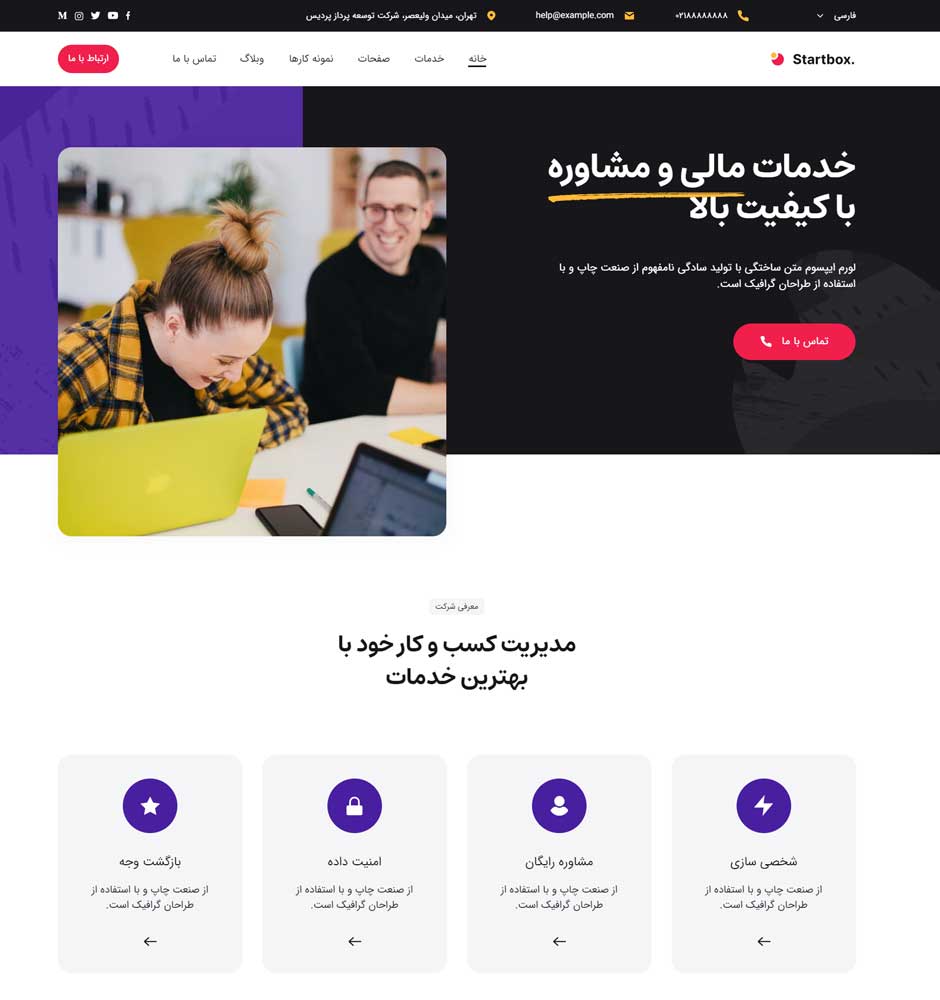 فارسی
۰۲۱۸۸۸۸۸۸۸۸
help@example.com
تهران، میدان ولیعصر، شرکت توسعه پرداز پردیس
Startbox.
خانه
خدمات
صفحات
نمونه کارها
وبلاگ
تماس با ما
ارتباط با ما
خدمات مالی و مشاوره
با کیفیت بالا
لورم ایپسوم متن ساختگی با تولید سادگی نامفهوم از صنعت چاپ و با
استفاده از طراحان گرافیک است.
تماس با ما
معرفی شرکت
مدیریت کسب و کار خود با
بهترین خدمات
شخصی سازی
از صنعت چاپ و با استفاده از
طراحان گرافیک است.
مشاوره رایگان
از صنعت چاپ و با استفاده از
طراحان گرافیک است.
امنیت داده
از صنعت چاپ و با استفاده از
طراحان گرافیک است.
بازگشت وجه
از صنعت چاپ و با استفاده از
طراحان گرافیک است.